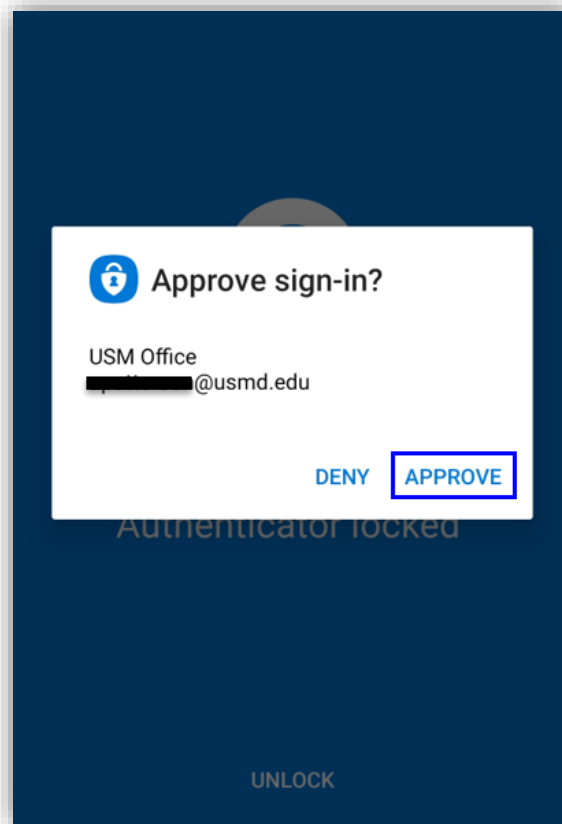 Approve sign-in?
USM Office
@usmd.edu
DENY APPROVE
Authenticator locked
UNLOCK